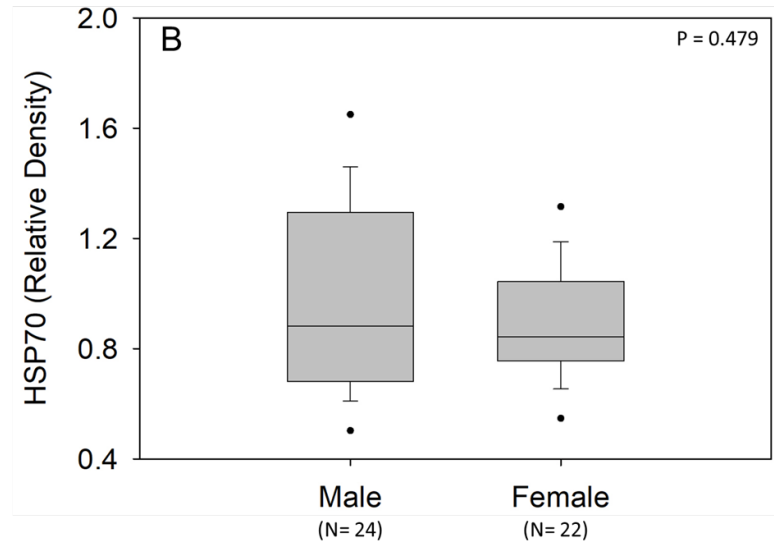 B
P = 0.479
HSP70 (Relative Density)
2.0
1.6
1.2
0.8
0.4
Male
Female
(N= 24)
(N= 22)